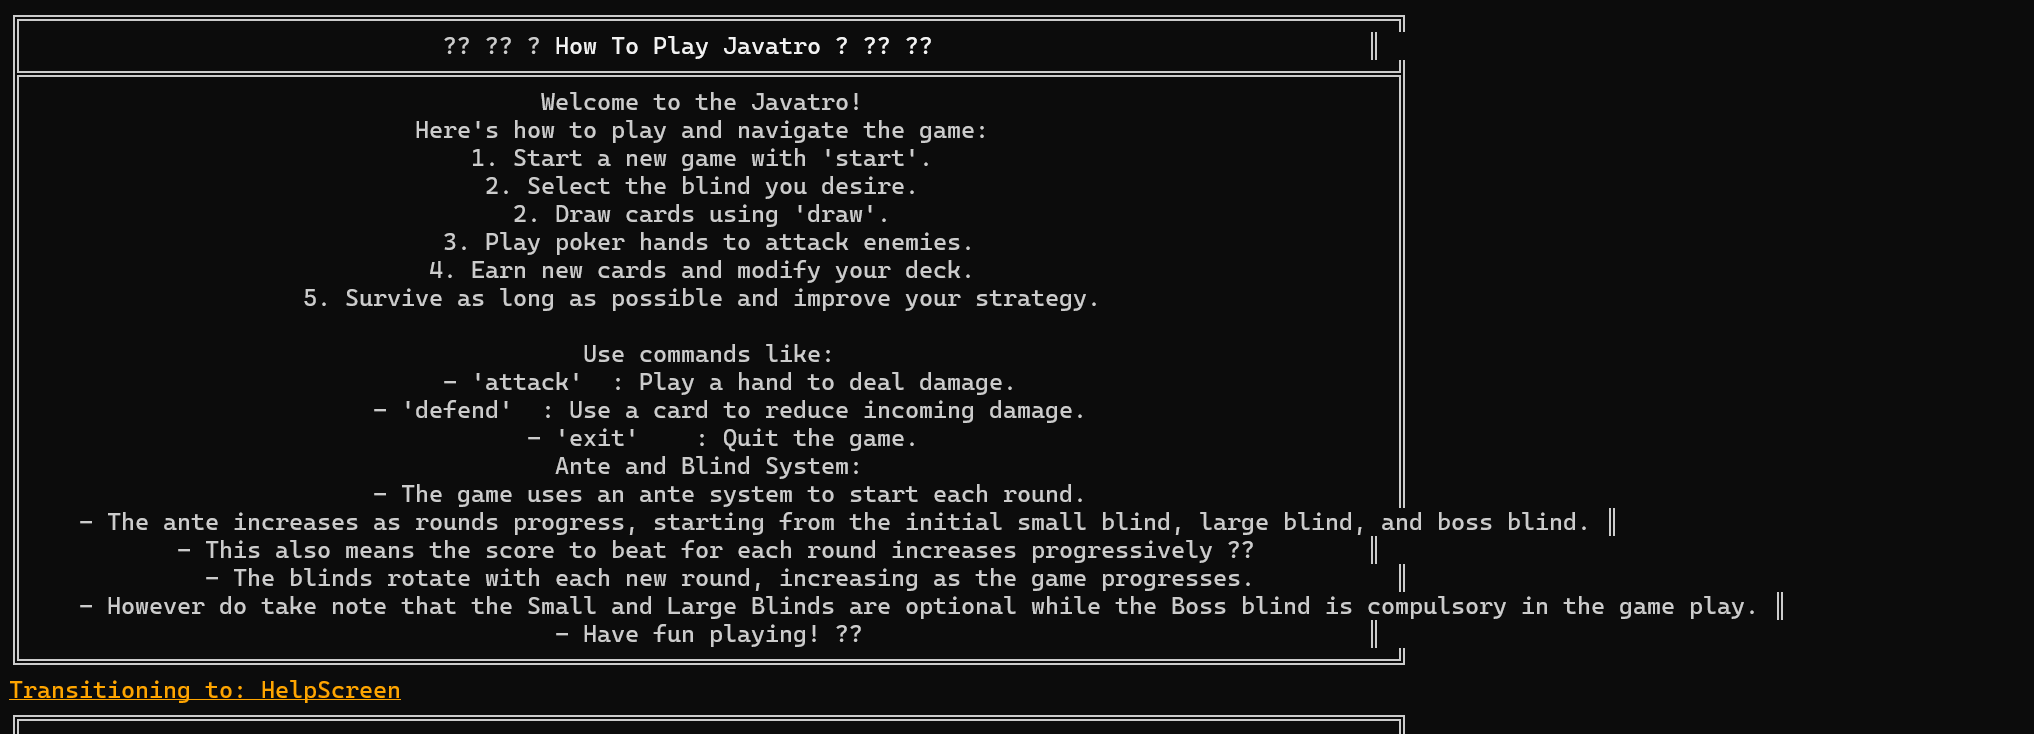 ?? ?? ? How To Play Javatro ? ?? ??
Welcome to the Javatro!
Here's how to play and navigate the game:
1. Start a new game with 'start'.
2. Select the blind you desire.
2. Draw cards using 'draw'.
3. Play poker hands to attack enemies.
4. Earn new cards and modify your deck.
5. Survive as long as possible and improve your strategy.
Use commands like:
- 'attack'  : Play a hand to deal damage.
- 'defend'  : Use a card to reduce incoming damage.
- 'exit'    : Quit the game.
Ante and Blind System:
- The game uses an ante system to start each round.
- The ante increases as rounds progress, starting from the initial small blind, large blind, and boss blind.
- This also means the score to beat for each round increases progressively ??
- The blinds rotate with each new round, increasing as the game progresses.
- However do take note that the Small and Large Blinds are optional while the Boss blind is compulsory in the game play.
- Have fun playing! ??
Transitioning to: HelpScreen